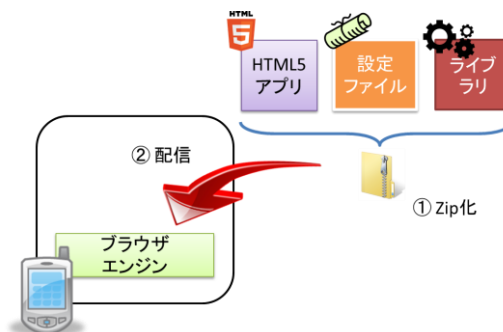 HTML
5
HTML5
アプリ
設定
ファイル
ライブ
ラリ
② 配信
① Zip化
ブラウザ
エンジン